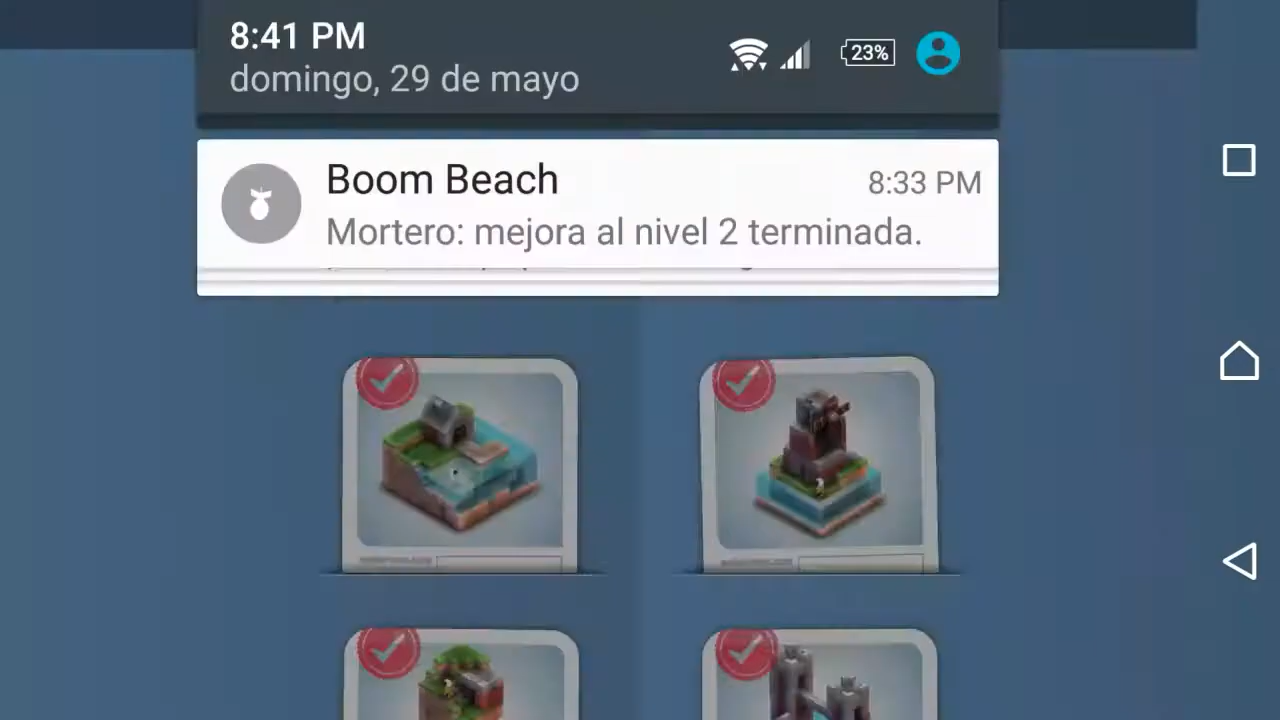 8:41 PM
domingo, 29 de mayo
23%
Boom Beach
8:33 PM
Mortero: mejora al nivel 2 terminada.